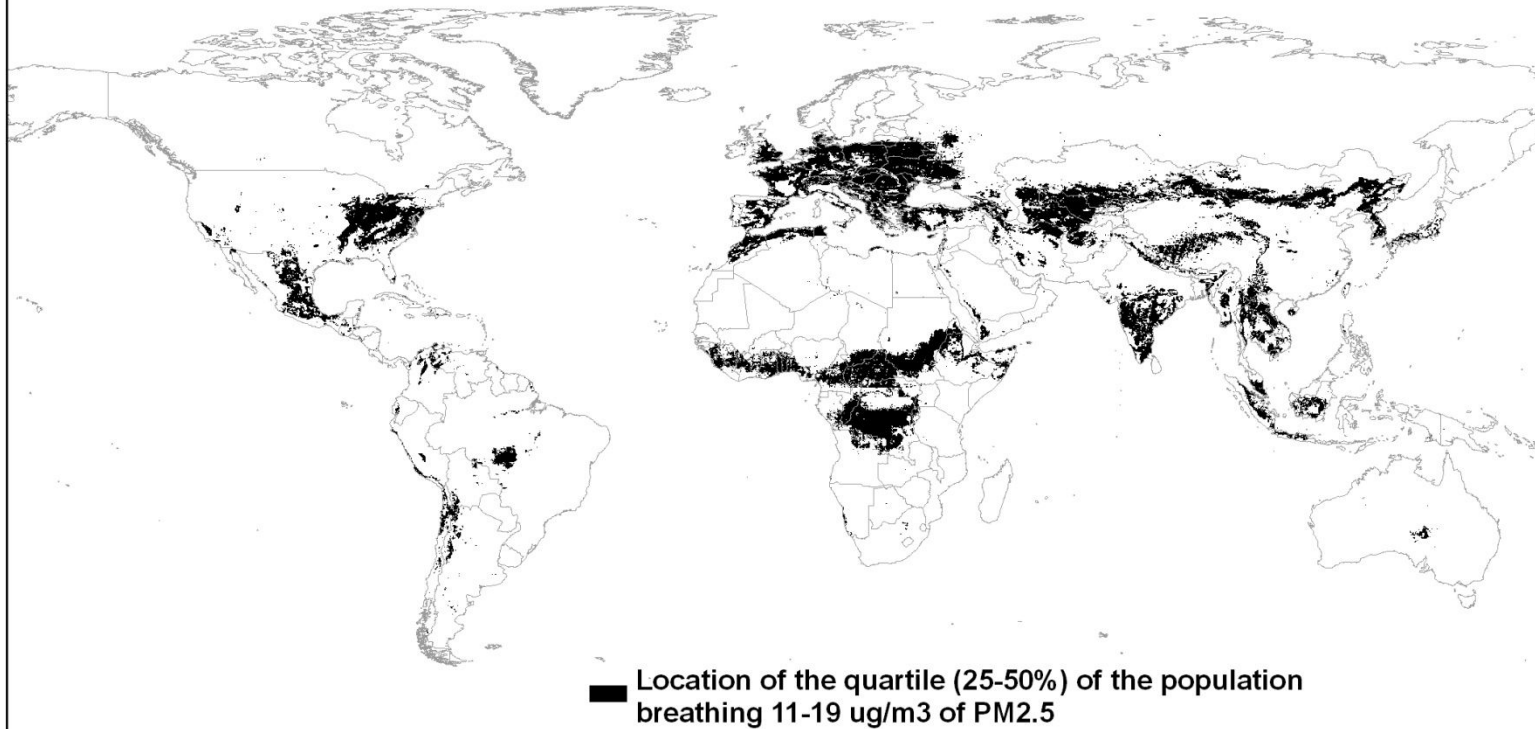 Location of the quartile (25-50%) of the population
breathing 11-19 ug/m3 of PM2.5